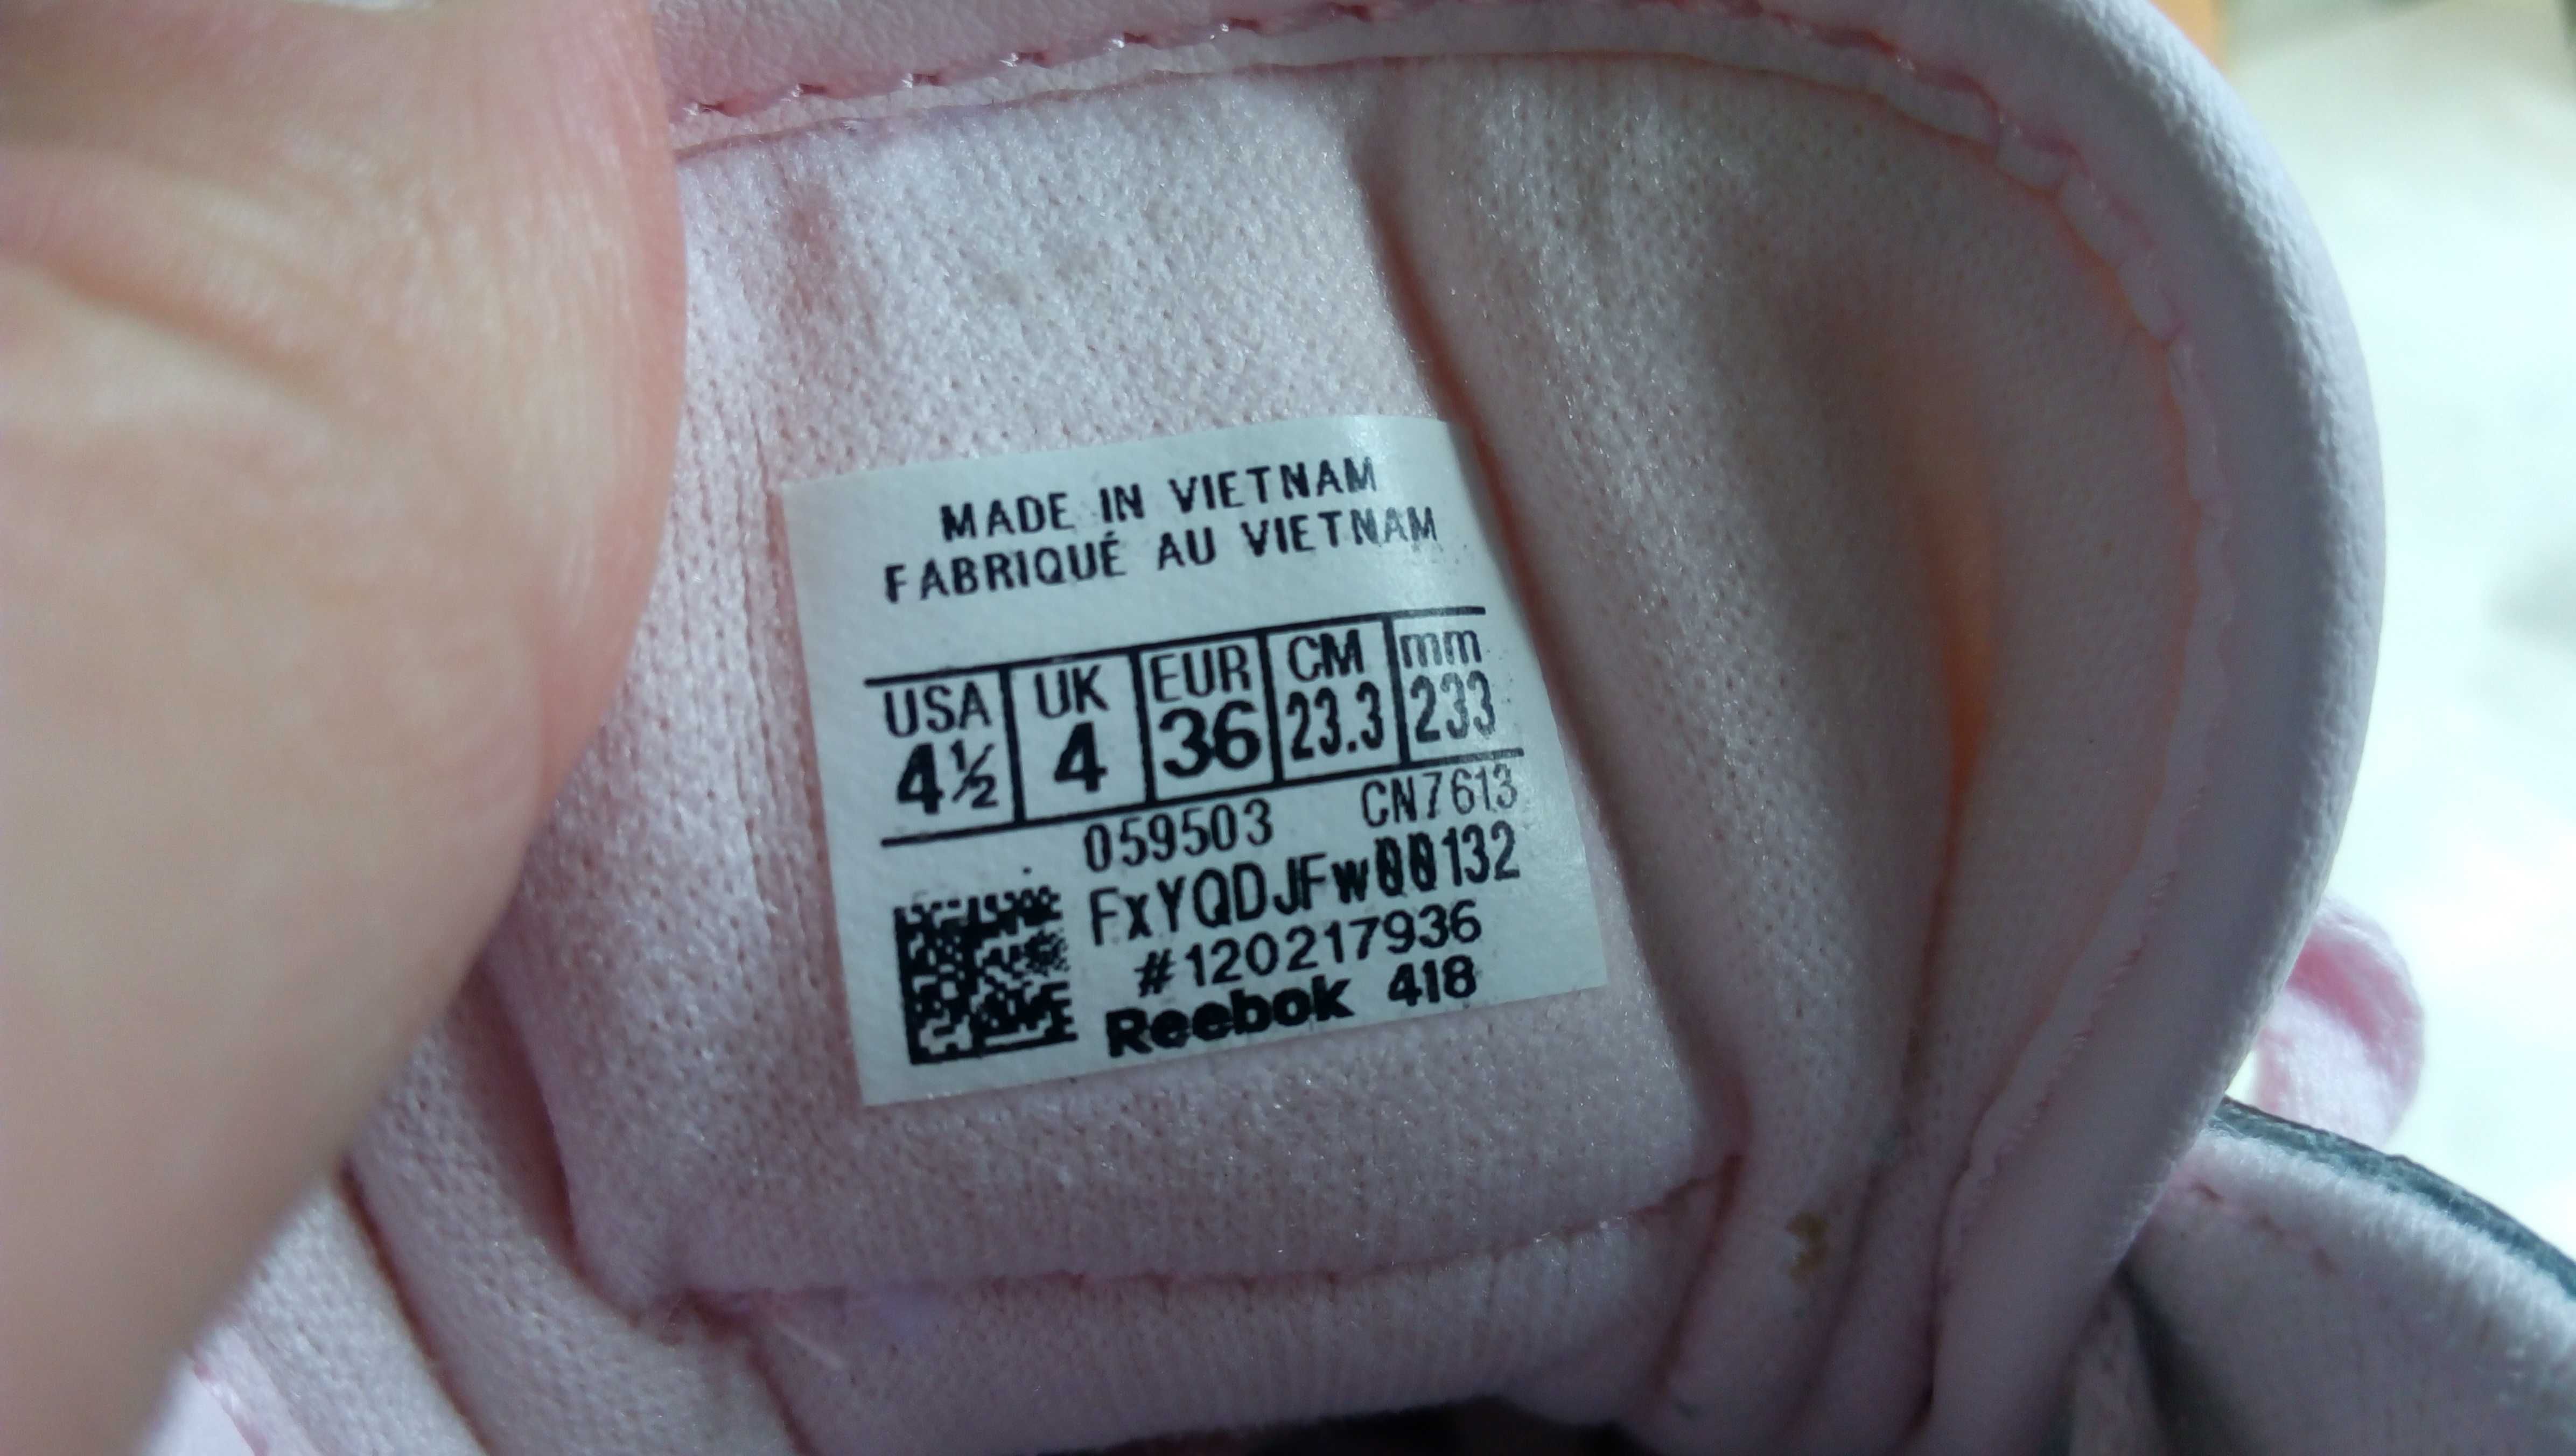 MADE IN VIETNAM
FABRIQUÉ AU VIETNAM
USA UK EUR CM mm
4½ 4 36 23.3 233
059503 CN7613
FxYQDJFw00132
#120217936
Reebok 418